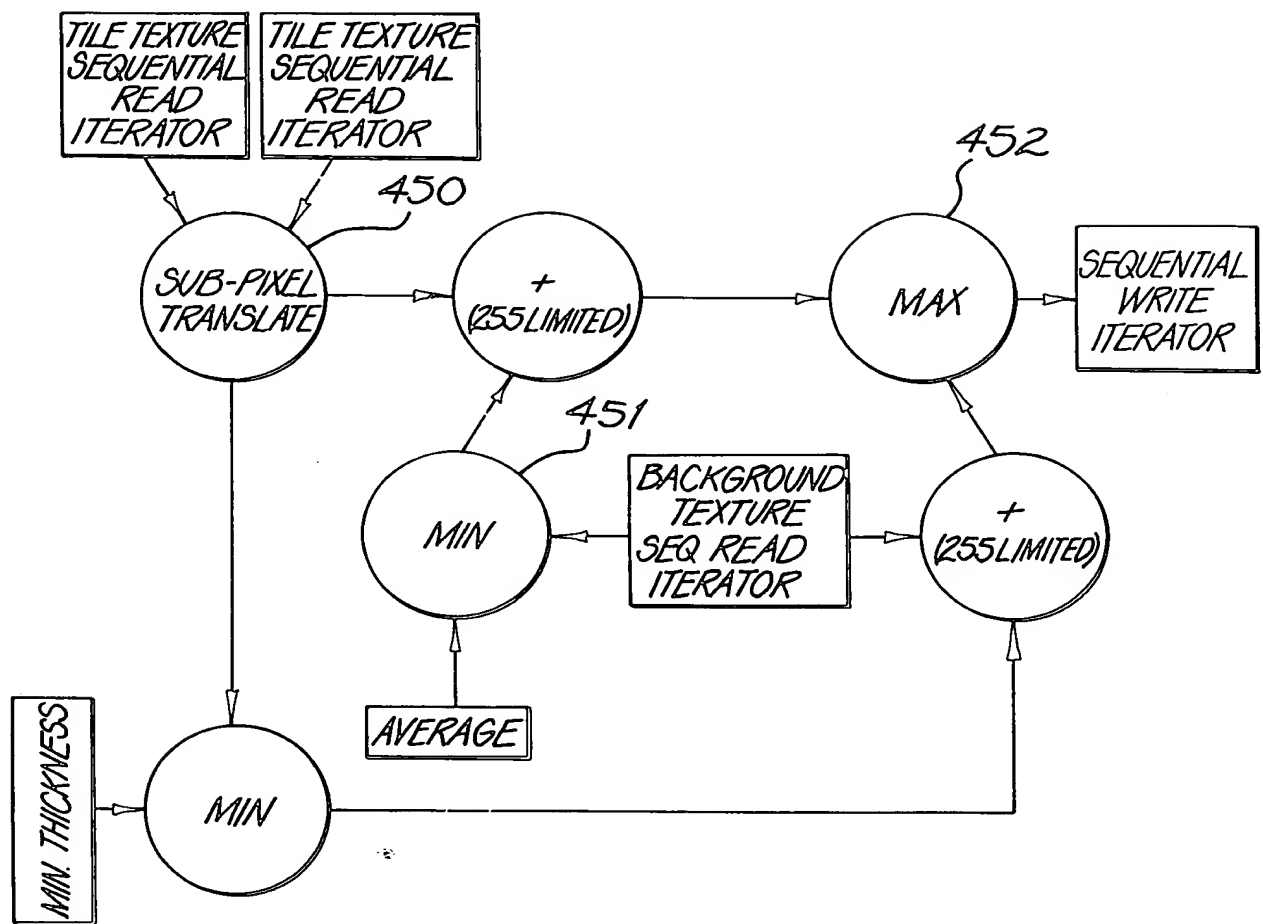 TILE TEXTURE
SEQUENTIAL
READ
ITERATOR
TILE TEXTURE
SEQUENTIAL
READ
ITERATOR
450
SUB-PIXEL
TRANSLATE
+
(255 LIMITED)
452
MAX
SEQUENTIAL
WRITE
ITERATOR
451
MIN
BACKGROUND
TEXTURE
SEQ READ
ITERATOR
+
(255 LIMITED)
AVERAGE
MIN. THICKNESS
MIN